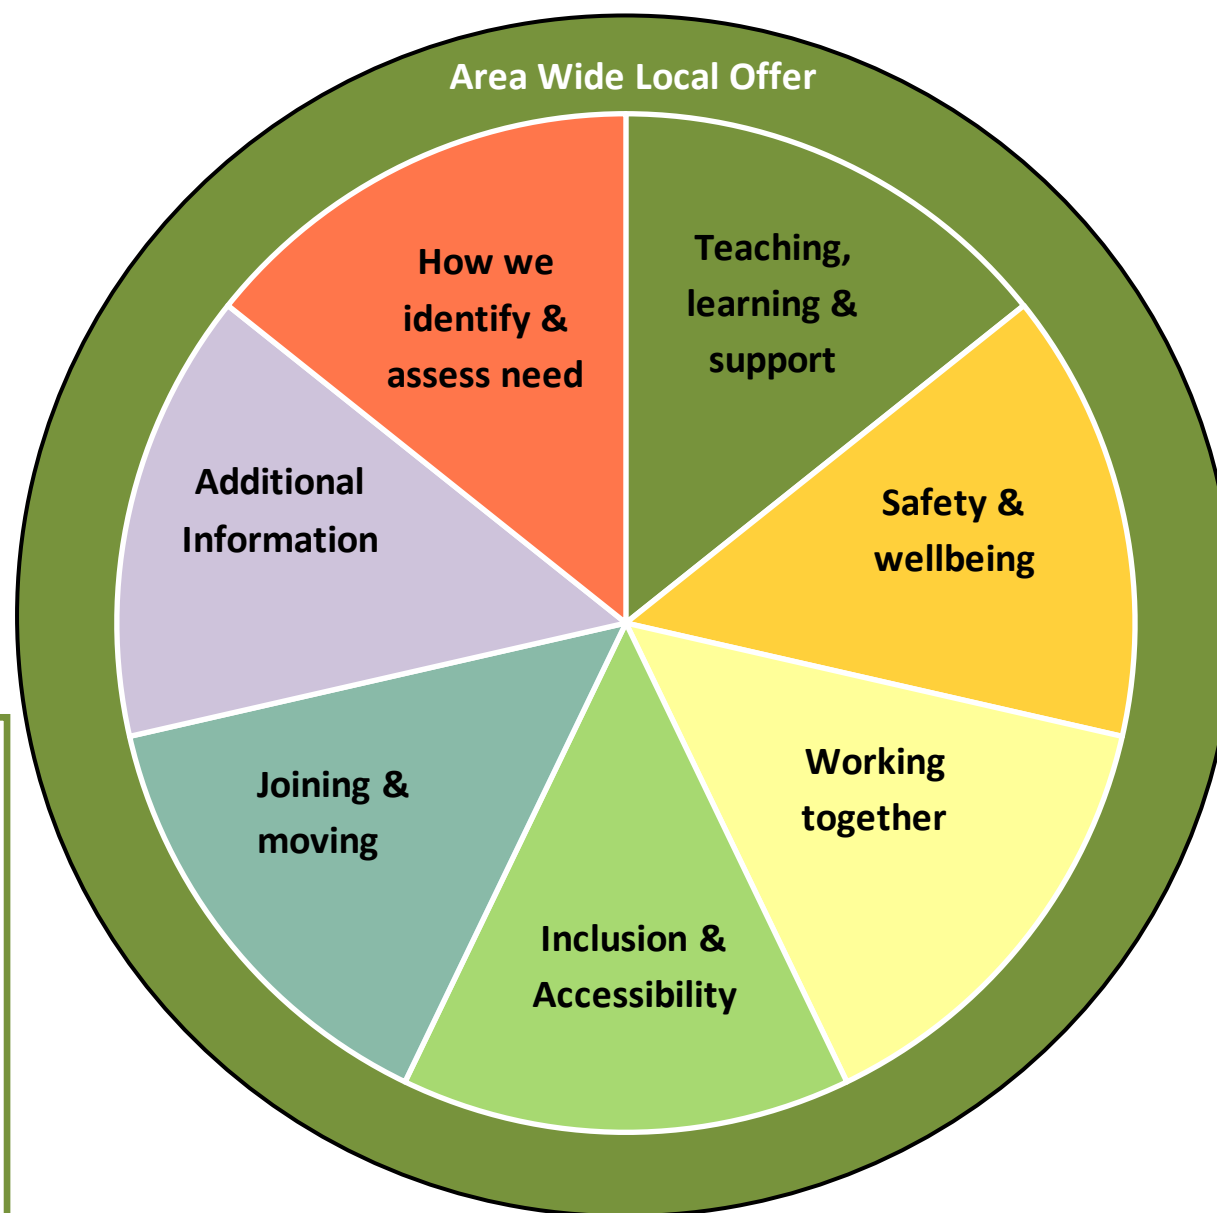 Area Wide Local Offer
Teaching,
learning &
support
Safety &
wellbeing
Working
together
Inclusion &
Accessibility
Joining &
moving
Additional
Information
How we
identify &
assess need